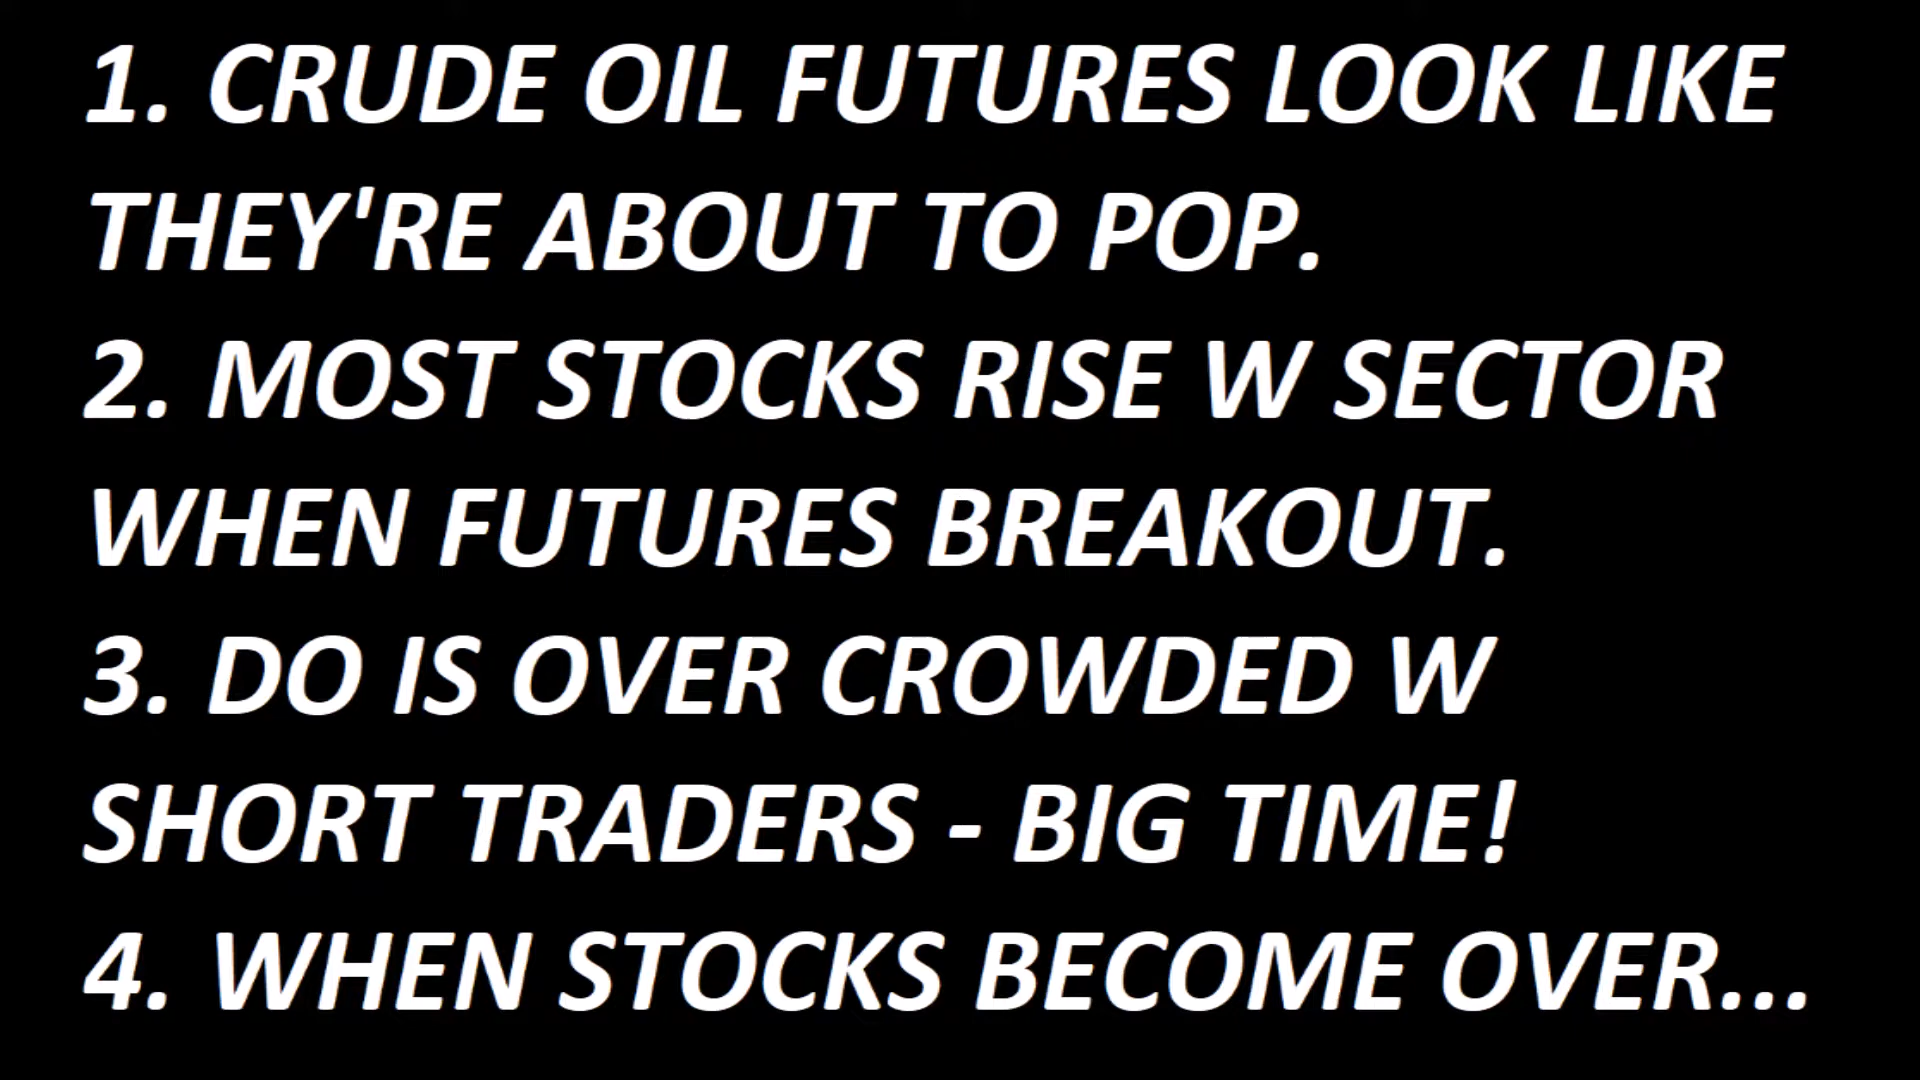 1. CRUDE OIL FUTURES LOOK LIKE
THEY'RE ABOUT TO POP.
2. MOST STOCKS RISE W SECTOR
WHEN FUTURES BREAKOUT.
3. DO IS OVER CROWDED W
SHORT TRADERS - BIG TIME!
4. WHEN STOCKS BECOME OVER...